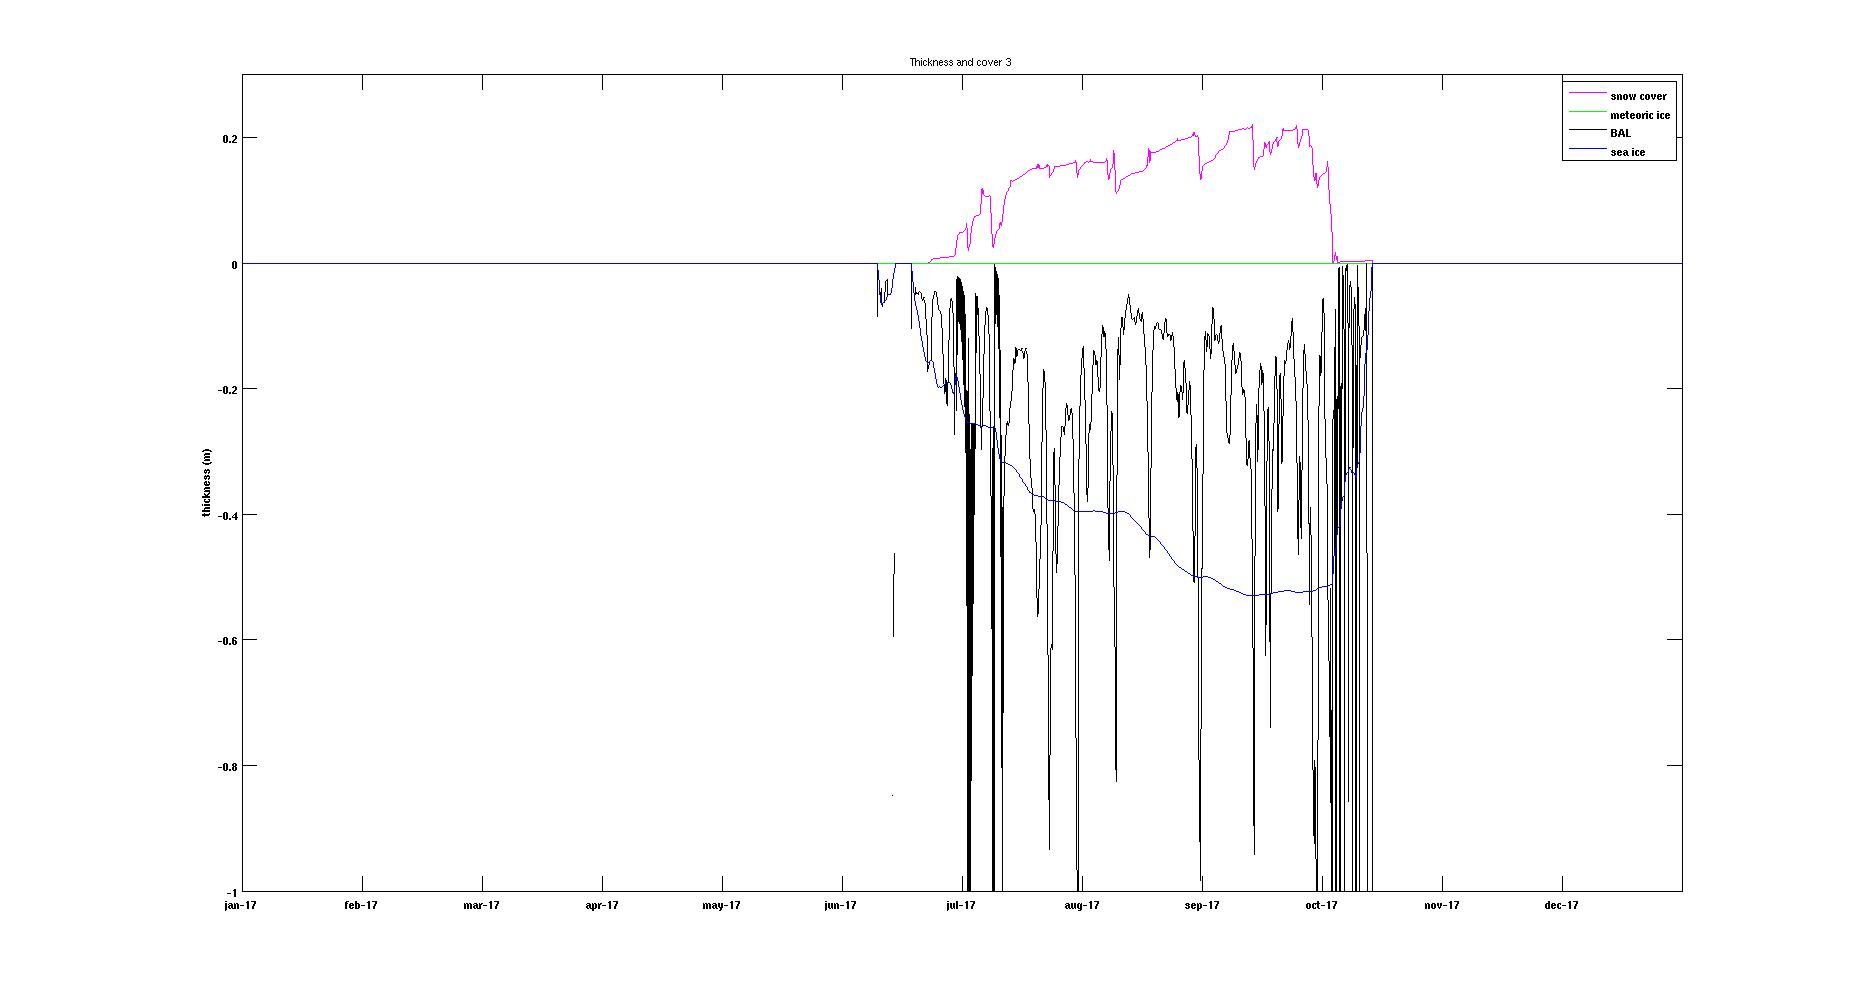 Thickness and cover 3
snow cover
meteoric ice
BAL
sea ice
0.2
0
-0.2
-0.4
-0.6
-0.8
-1
thickness (m)
jan-17 feb-17 mar-17 apr-17 may-17 jun-17 jul-17 aug-17 sep-17 oct-17 nov-17 dec-17